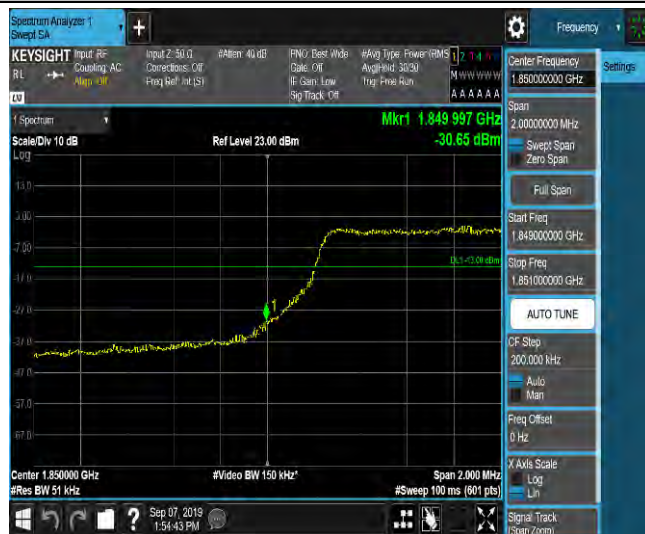 Spectrum Analyzer 1
Swept SA
+
Frequency
KEYSIGHT
RL
Input: RF
Coupling: AC
Align: Off
Input Z: 50 Ω
Corrections: Off
Freq Ref: Int (S)
#Atten: 40 dB
PNO: Best Wide
Gate: Off
IF Gain: Low
Sig Track: Off
#Avg Type: Power (RMS
Avg|Hold: 30/30
Trig: Free Run
M W W W W W
A A A A A A
1 Spectrum
Scale/Div 10 dB
Ref Level 23.00 dBm
Mkr1 1.849 997 GHz
-30.65 dBm
Log
13.0
3.00
-7.00
DL1 -13.00 dBm
-17.0
-27.0
1
-37.0
-47.0
-57.0
-67.0
Center 1.850000 GHz
#Video BW 150 kHz*
Span 2.000 MHz
#Res BW 51 kHz
#Sweep 100 ms (601 pts)
Sep 07, 2019
1:54:43 PM
?
Center Frequency
1.850000000 GHz
Settings
Span
2.00000000 MHz
Swept Span
Zero Span
Full Span
Start Freq
1.849000000 GHz
Stop Freq
1.851000000 GHz
AUTO TUNE
CF Step
200.000 kHz
Auto
Man
Freq Offset
0 Hz
X Axis Scale
Log
Lin
Signal Track
(Span Zoom)